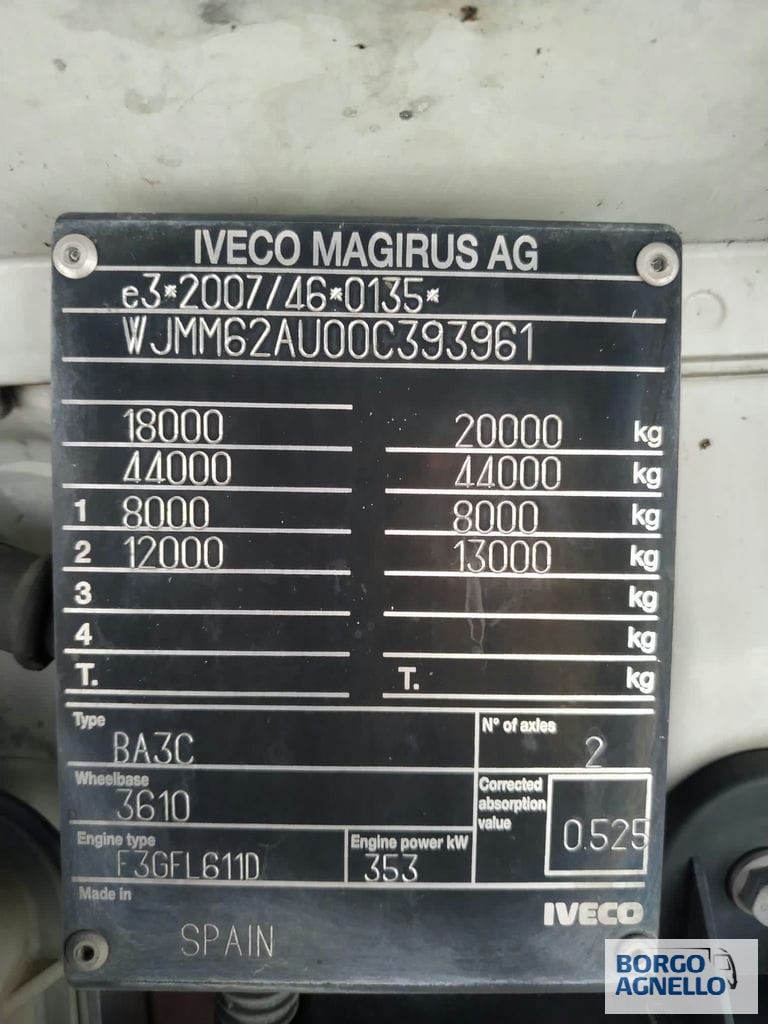 IVECO MAGIRUS AG
e3*2007/46*0135*
WJMM62AU00C393961
18000 20000 kg
44000 44000 kg
1 8000 8000 kg
2 12000 13000 kg
3 kg
4 kg
T. T. kg
Type
BA3C
N° of axles
2
Wheelbase
3610
Corrected
absorption
value
0.525
Engine type
F3GFL611D
Engine power kW
353
Made in
SPAIN
IVECO
BORGO
AGNELLO